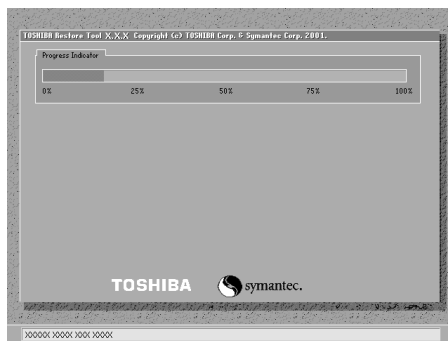 TOSHIBA Restore Tool X.X.X Copyright (c) TOSHIBA Corp. & Symantec Corp. 2001.
Progress Indicator
0% 25% 50% 75% 100%
TOSHIBA symantec.
XXXXX XXXX XXX XXXX